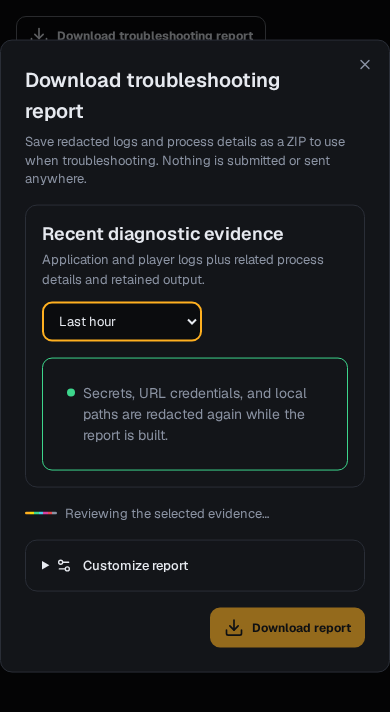 Download troubleshooting report
Download troubleshooting
report
Save redacted logs and process details as a ZIP to use
when troubleshooting. Nothing is submitted or sent
anywhere.
Recent diagnostic evidence
Application and player logs plus related process
details and retained output.
Last hour
Secrets, URL credentials, and local
paths are redacted again while the
report is built.
Reviewing the selected evidence...
Customize report
Download report